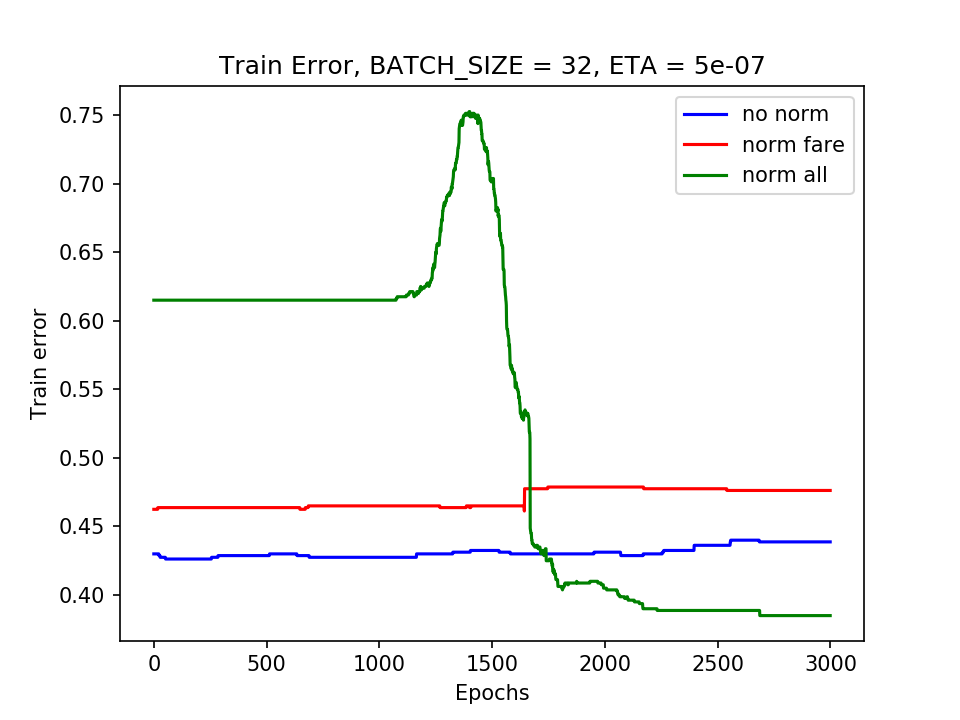 Train Error, BATCH_SIZE = 32, ETA = 5e-07
no norm
norm fare
norm all
0.75
0.70
0.65
0.60
0.55
0.50
0.45
0.40
Train error
0 500 1000 1500 2000 2500 3000
Epochs